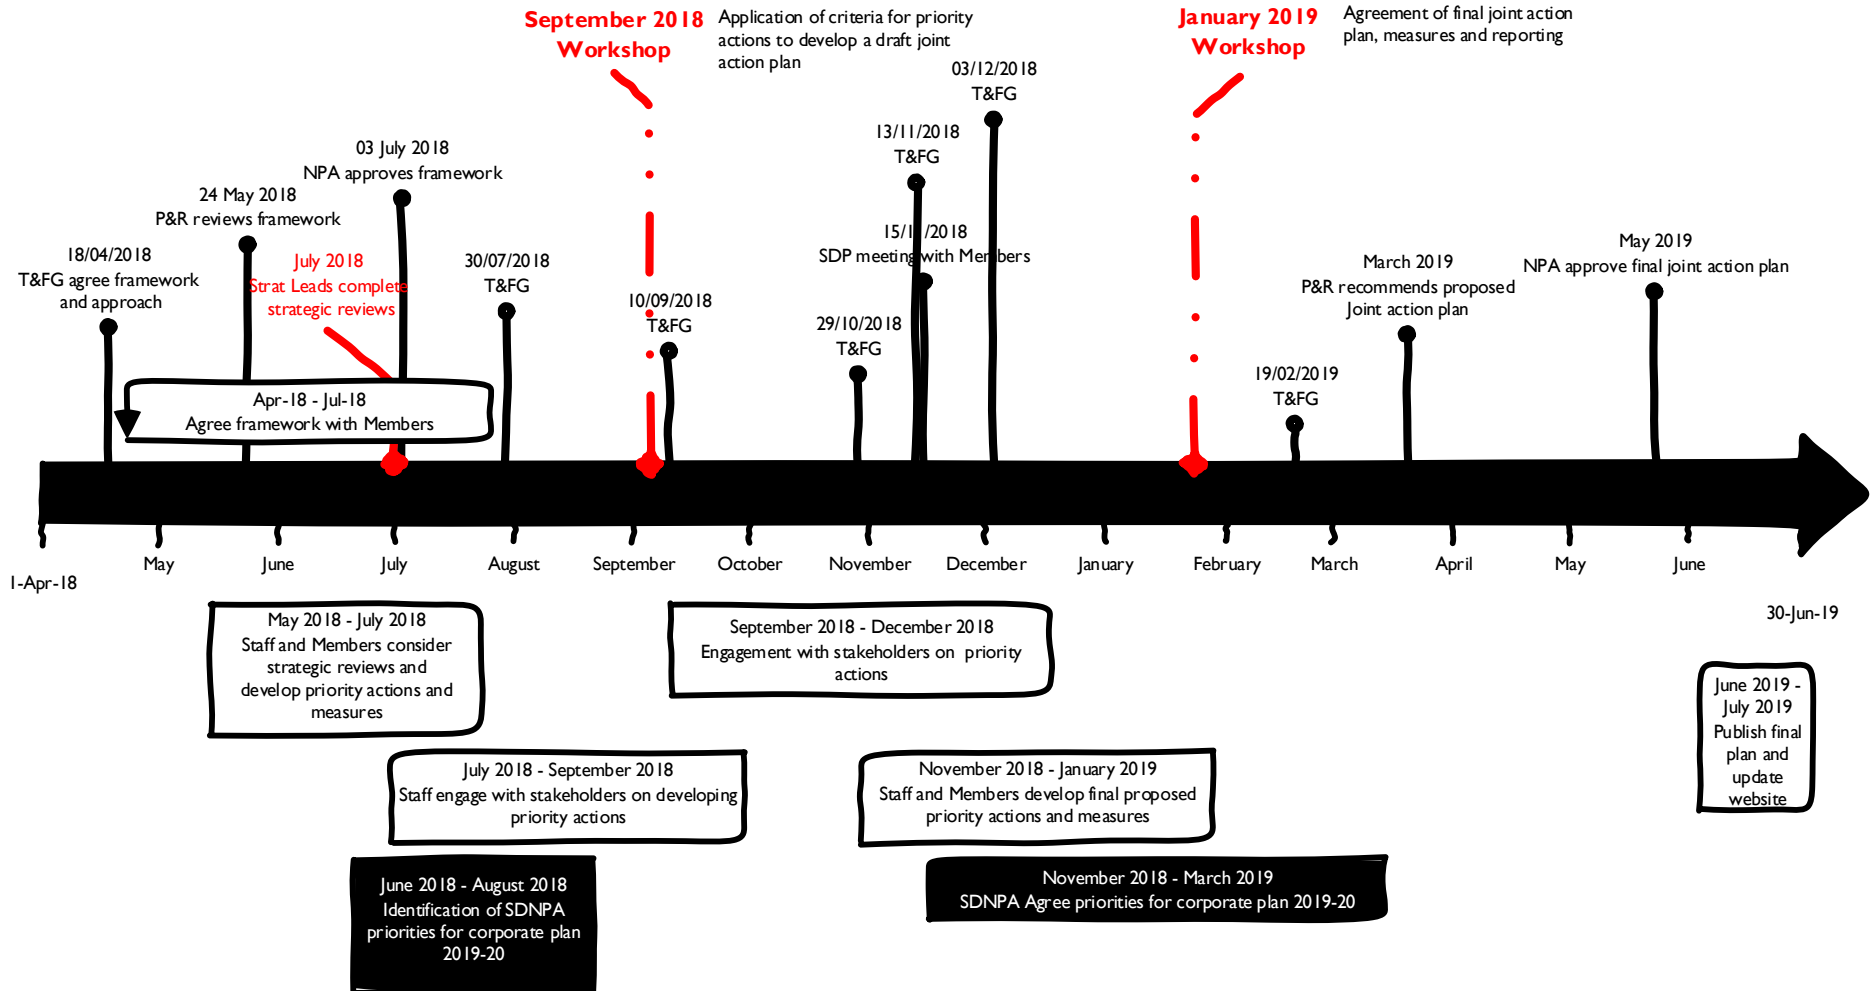 September 2018
Workshop
Application of criteria for priority
actions to develop a draft joint
action plan
January 2019
Workshop
Agreement of final joint action
plan, measures and reporting
03/12/2018
T&FG
13/11/2018
T&FG
03 July 2018
NPA approves framework
24 May 2018
P&R reviews framework
18/04/2018
T&FG agree framework
and approach
July 2018
Strat Leads complete
strategic reviews
30/07/2018
T&FG
10/09/2018
T&FG
15/1 /2018
SDP meeting with Members
29/10/2018
T&FG
19/02/2019
T&FG
March 2019
P&R recommends proposed
Joint action plan
May 2019
NPA approve final joint action plan
Apr-18 - Jul-18
Agree framework with Members
May
June
July
August
September
October
November
December
January
February
March
April
May
June
1-Apr-18
30-Jun-19
May 2018 - July 2018
Staff and Members consider
strategic reviews and
develop priority actions and
measures
September 2018 - December 2018
Engagement with stakeholders on priority
actions
June 2019 -
July 2019
Publish final
plan and
update
website
July 2018 - September 2018
Staff engage with stakeholders on developing
priority actions
November 2018 - January 2019
Staff and Members develop final proposed
priority actions and measures
June 2018 - August 2018
Identification of SDNPA
priorities for corporate plan
2019-20
November 2018 - March 2019
SDNPA Agree priorities for corporate plan 2019-20